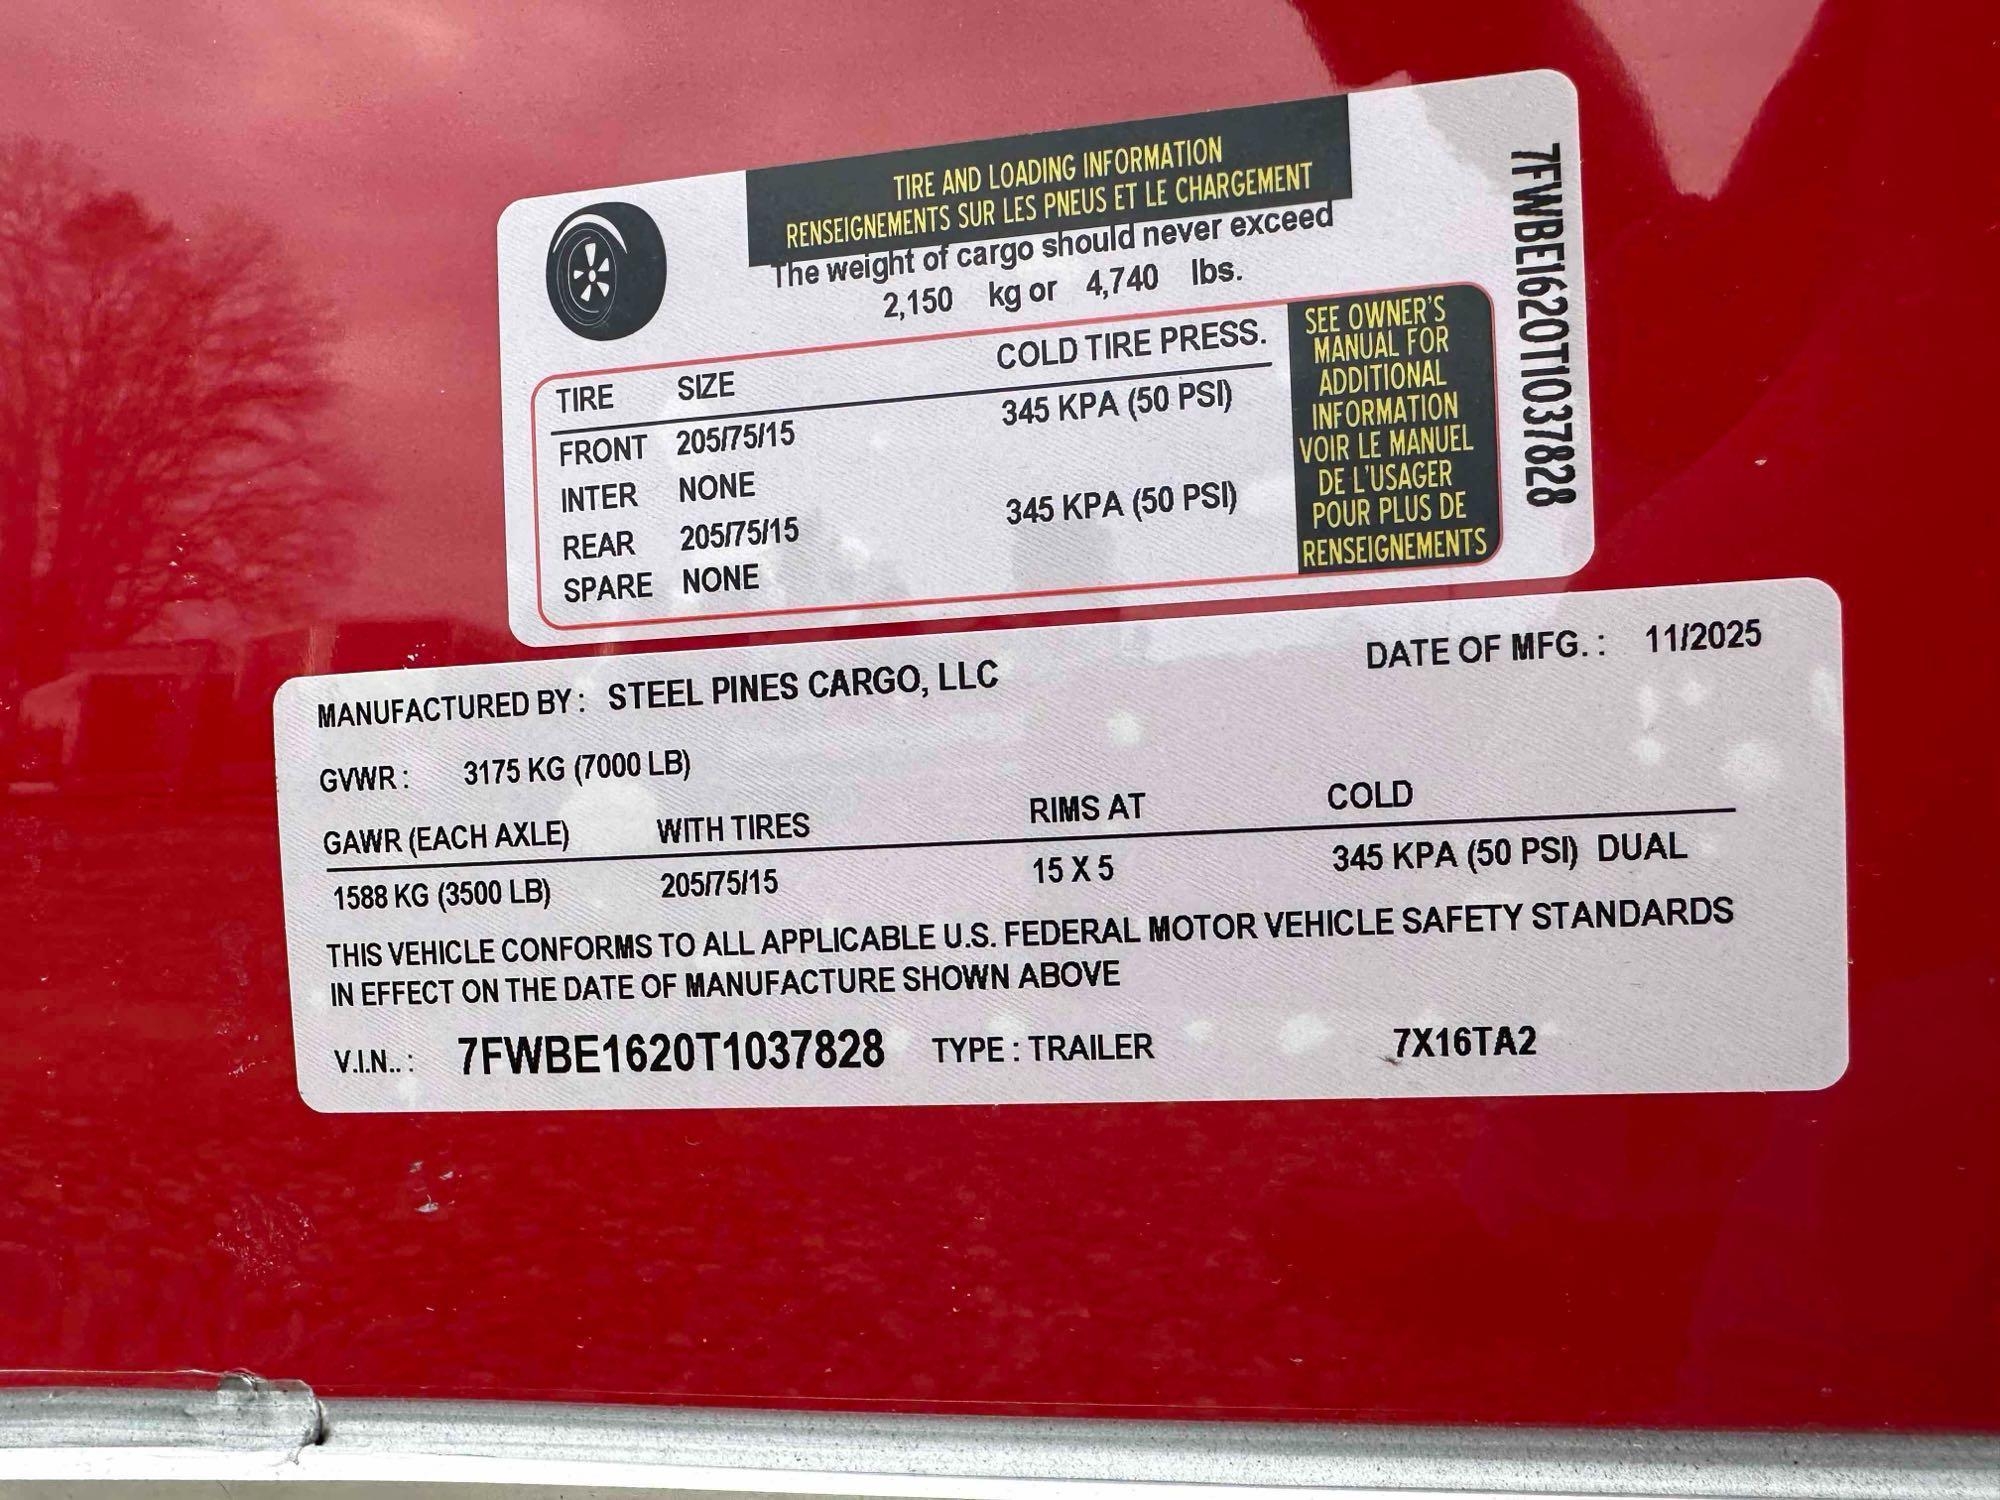 TIRE AND LOADING INFORMATION
RENSEIGNEMENTS SUR LES PNEUS ET LE CHARGEMENT
The weight of cargo should never exceed
2,150 kg or 4,740 lbs.
TIRE SIZE COLD TIRE PRESS.
FRONT 205/75/15 345 KPA (50 PSI)
INTER NONE
REAR 205/75/15 345 KPA (50 PSI)
SPARE NONE
SEE OWNER'S
MANUAL FOR
ADDITIONAL
INFORMATION
VOIR LE MANUEL
DE L'USAGER
POUR PLUS DE
RENSEIGNEMENTS
7FWBE1620T1037828
MANUFACTURED BY: STEEL PINES CARGO, LLC DATE OF MFG.: 11/2025
GVWR: 3175 KG (7000 LB)
GAWR (EACH AXLE) WITH TIRES RIMS AT COLD
1588 KG (3500 LB) 205/75/15 15 X 5 345 KPA (50 PSI) DUAL
THIS VEHICLE CONFORMS TO ALL APPLICABLE U.S. FEDERAL MOTOR VEHICLE SAFETY STANDARDS
IN EFFECT ON THE DATE OF MANUFACTURE SHOWN ABOVE
V.I.N..: 7FWBE1620T1037828 TYPE : TRAILER 7X16TA2